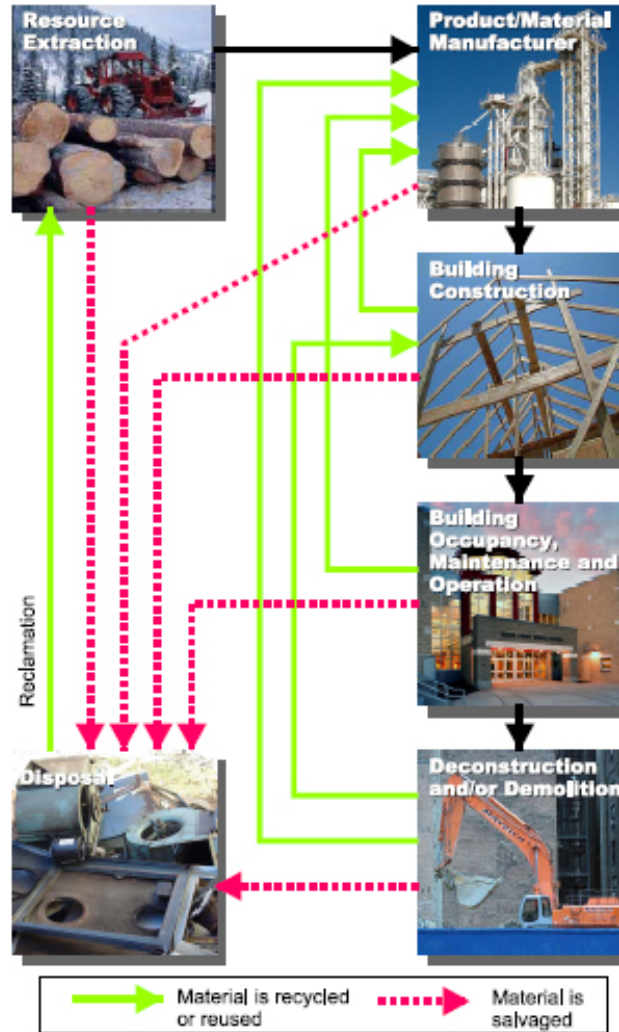 Resource
Extraction
Product/Material
Manufacturer
Building
Construction
Building
Occupancy,
Maintenance and
Operation
Reclamation
Disposal
Deconstruction
and/or Demolition
Material is recycled
or reused
Material is
salvaged